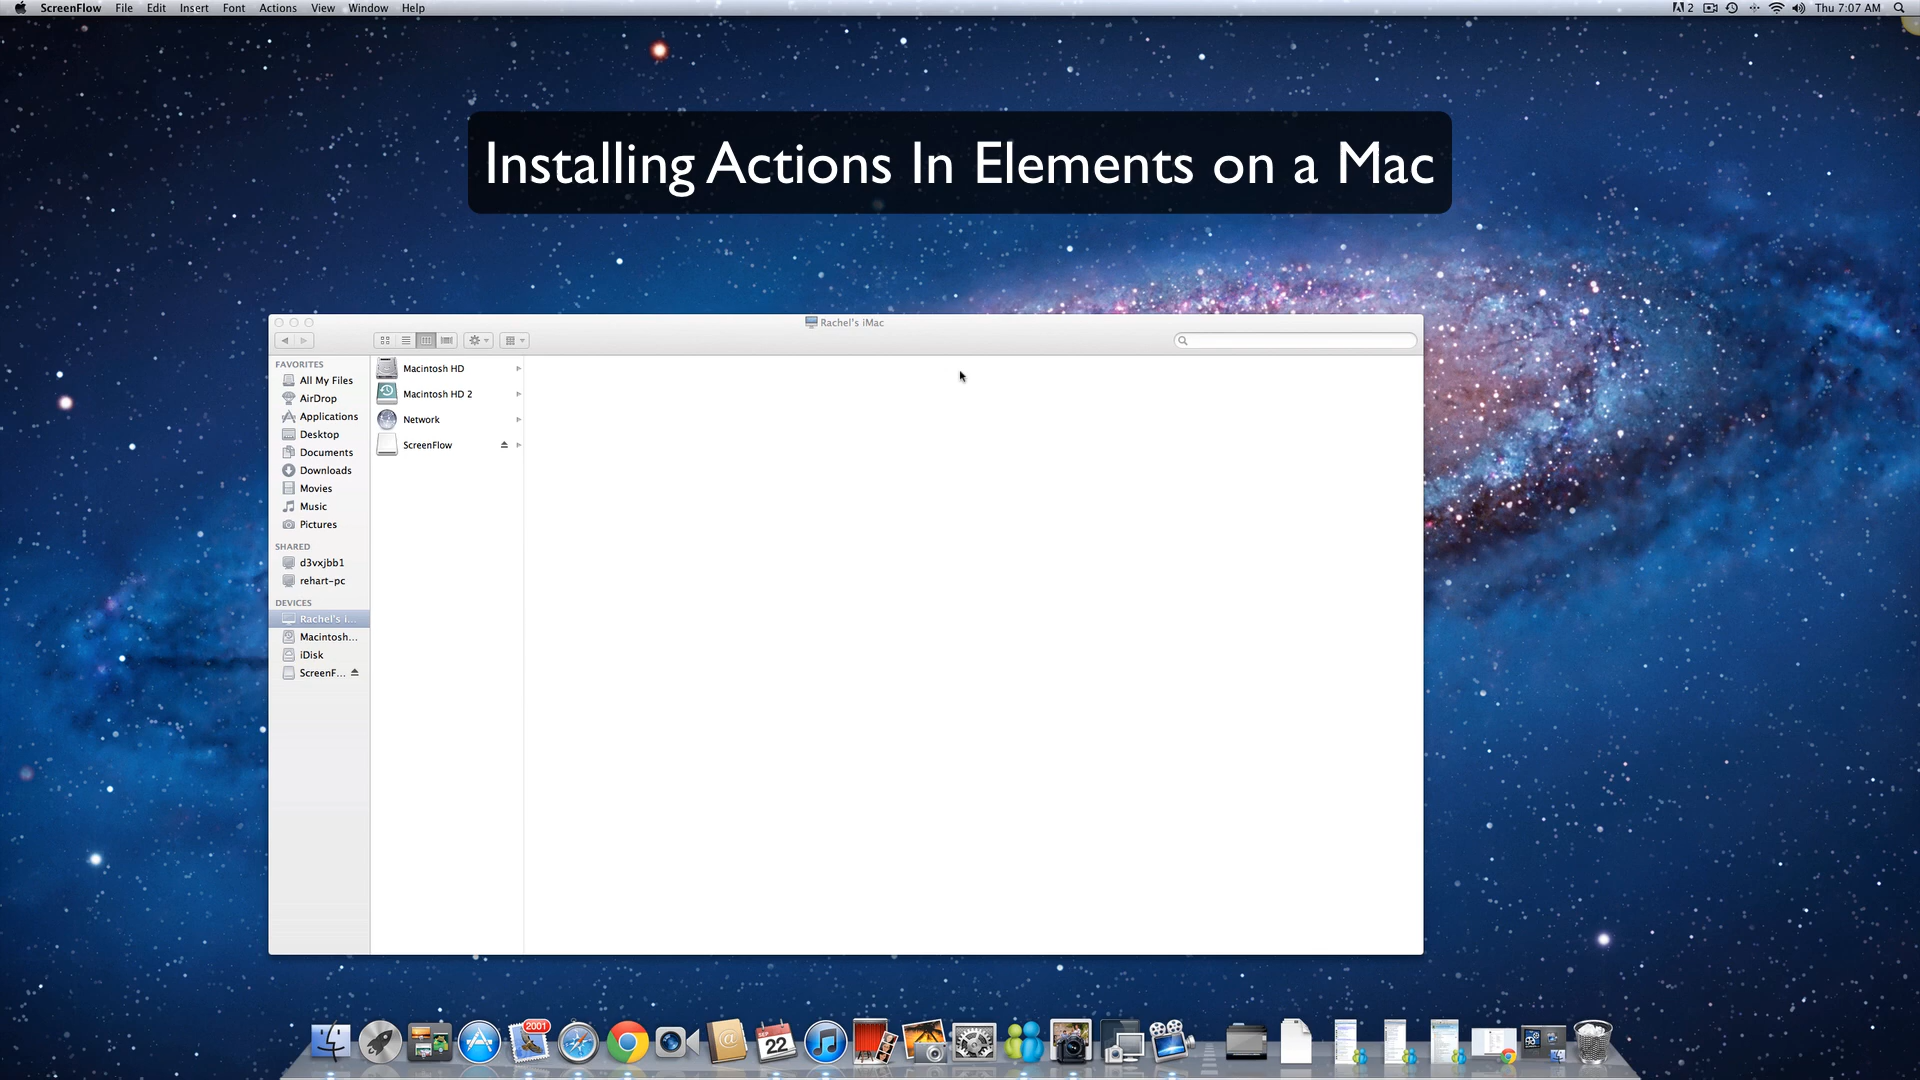 ScreenFlow File Edit Insert Font Actions View Window Help
2 Thu 7:07 AM
Installing Actions In Elements on a Mac
Rachel's iMac
FAVORITES
All My Files
AirDrop
Applications
Desktop
Documents
Downloads
Movies
Music
Pictures
SHARED
d3vxjbb1
rehart-pc
DEVICES
Rachel's i...
Macintosh...
iDisk
ScreenF...
Macintosh HD
Macintosh HD 2
Network
ScreenFlow
2001
SEP
22